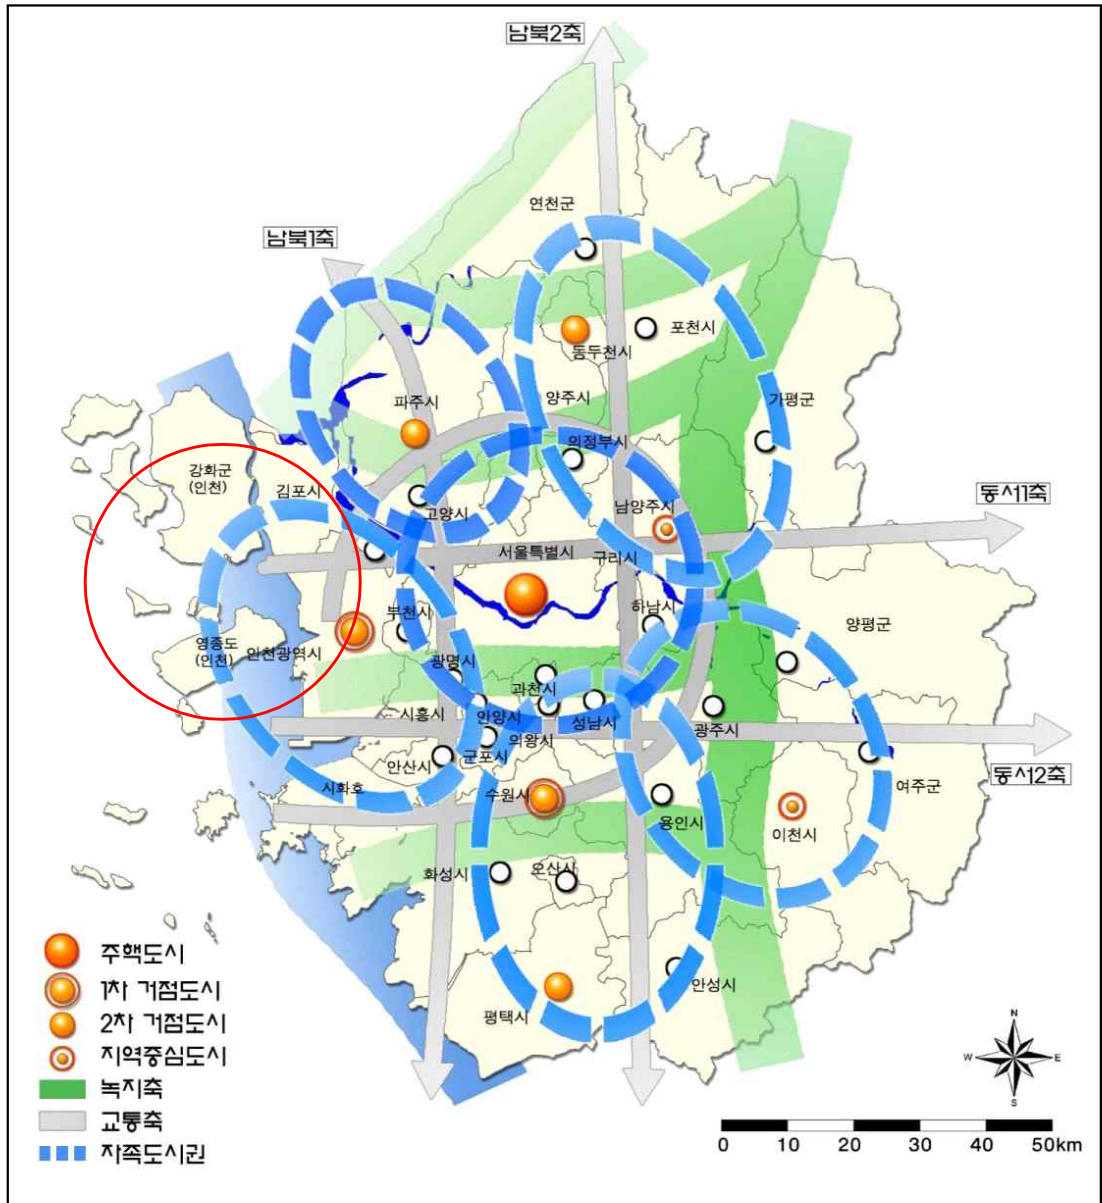 남북2축
연천군
남북1축
포천시
동두천시
양주시
가평군
파주시
의정부시
강화군
(인천)
김포시
고양시
남양주시
동서1축
서울특별시
구리시
부천시
하남시
양평군
영종도
(인천)
인천광역시
광명시
과천시
시흥시
안양시
성남시
광주시
의왕시
군포시
안산시
동서2축
시화호
수원시
여주군
용인시
이천시
화성시
오산시
안성시
평택시
주핵도시
1차 거점도시
2차 거점도시
지역중심도시
녹지축
교통축
자족도시권
N
W
E
S
0 10 20 30 40 50km